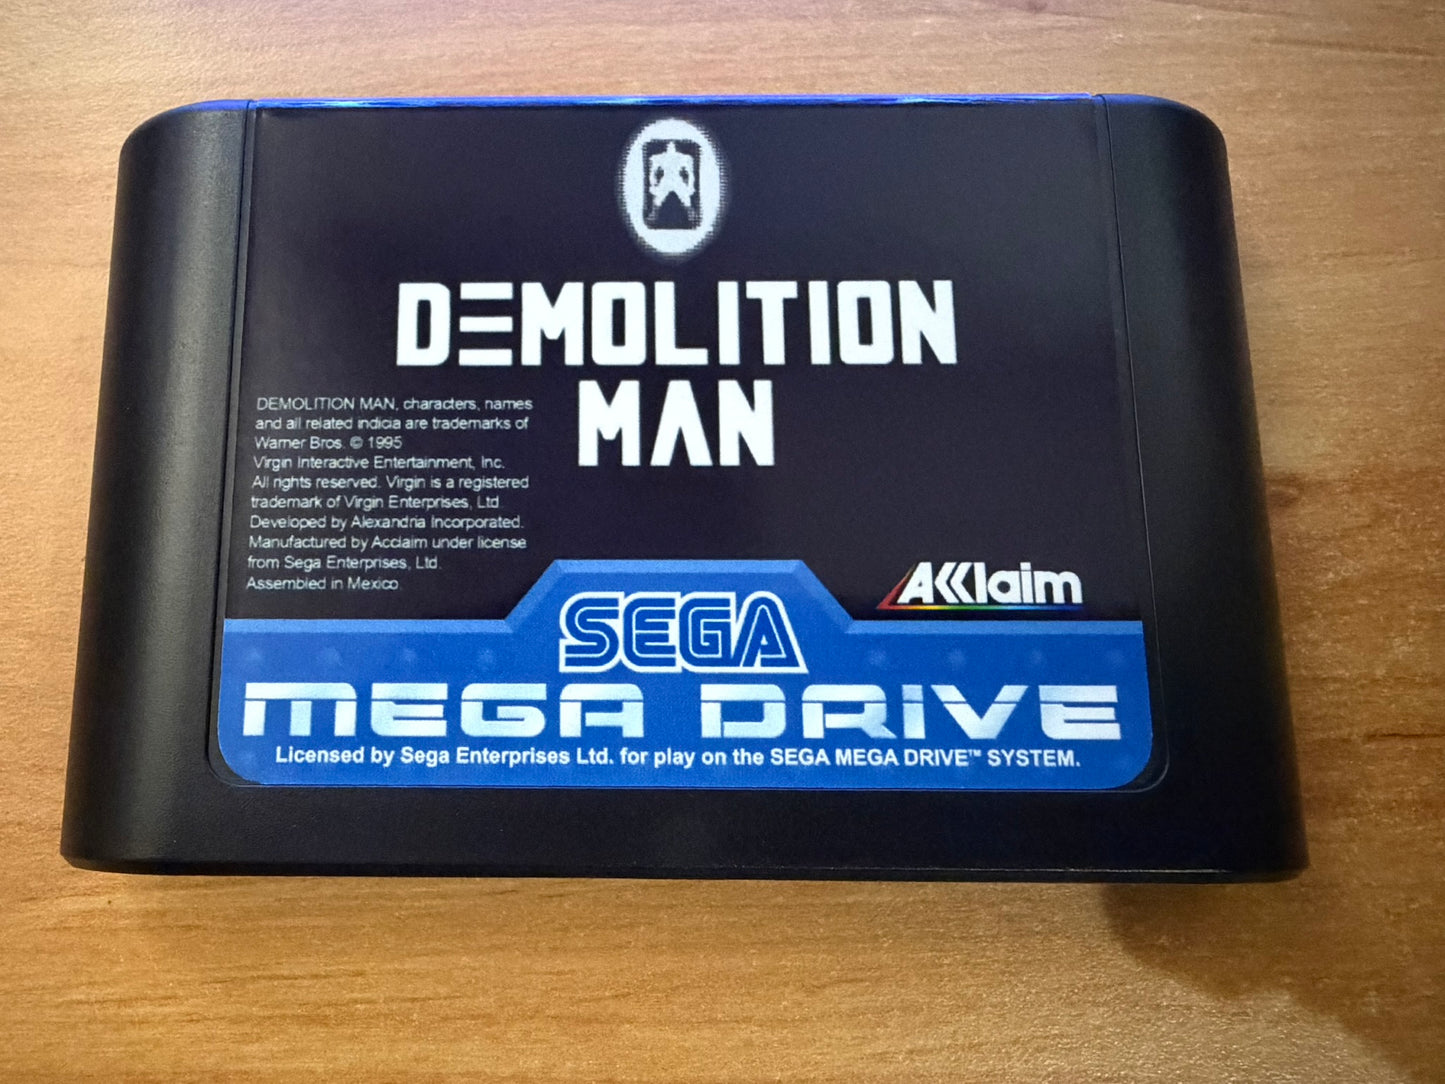 DEMOLITION
MAN
DEMOLITION MAN, characters, names
and all related indicia are trademarks of
Warner Bros. © 1995
Virgin Interactive Entertainment, Inc.
All rights reserved. Virgin is a registered
trademark of Virgin Enterprises, Ltd.
Developed by Alexandria Incorporated.
Manufactured by Acclaim under license
from Sega Enterprises, Ltd.
Assembled in Mexico.
AKKlaim
SEGA
MEGA DRIVE
Licensed by Sega Enterprises Ltd. for play on the SEGA MEGA DRIVE™ SYSTEM.